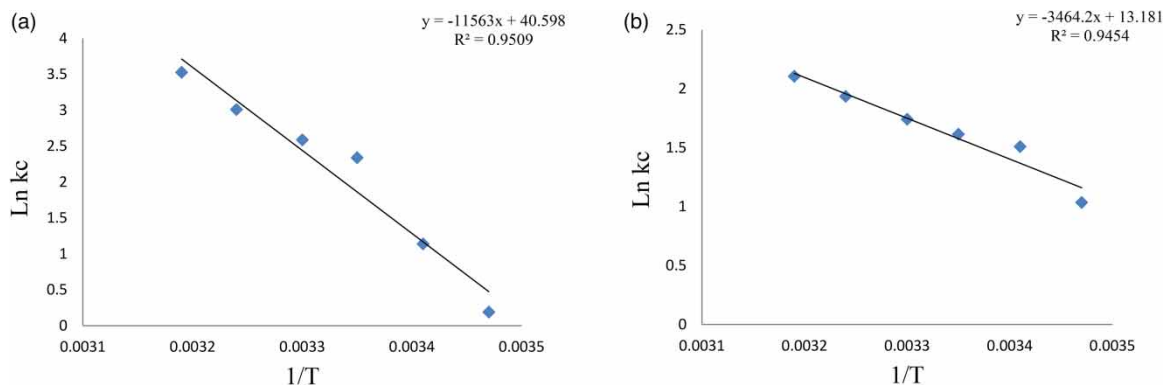 (a)
y = -11563x + 40.598
R² = 0.9509
4
3.5
3
2.5
2
1.5
1
0.5
0
Ln kc
0.0031 0.0032 0.0033 0.0034 0.0035
1/T
(b)
y = -3464.2x + 13.181
R² = 0.9454
2.5
2
1.5
1
0.5
0
Ln kc
0.0031 0.0032 0.0033 0.0034 0.0035
1/T